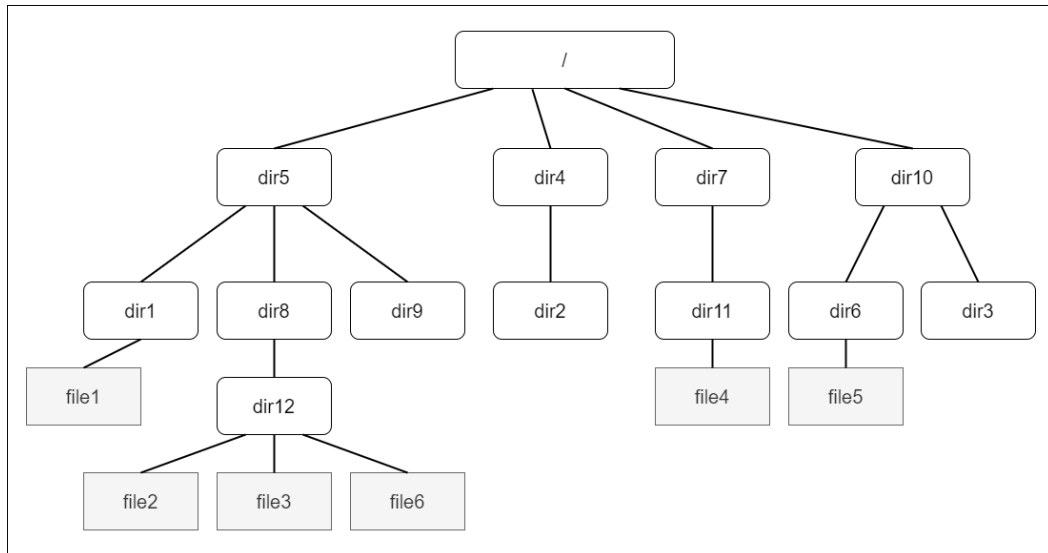 /
dir5
dir4
dir7
dir10
dir1
dir8
dir9
dir2
dir11
dir6
dir3
file1
dir12
file4
file5
file2
file3
file6